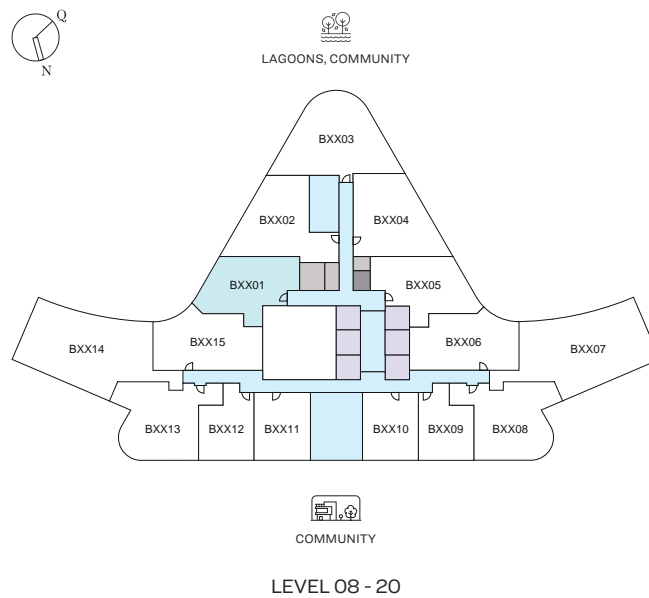 Q
N
LAGOONS, COMMUNITY
BXX03
BXX02
BXX04
BXX01
BXX05
BXX14
BXX15
BXX06
BXX07
BXX13
BXX12
BXX11
BXX10
BXX09
BXX08
COMMUNITY
LEVEL 08 - 20